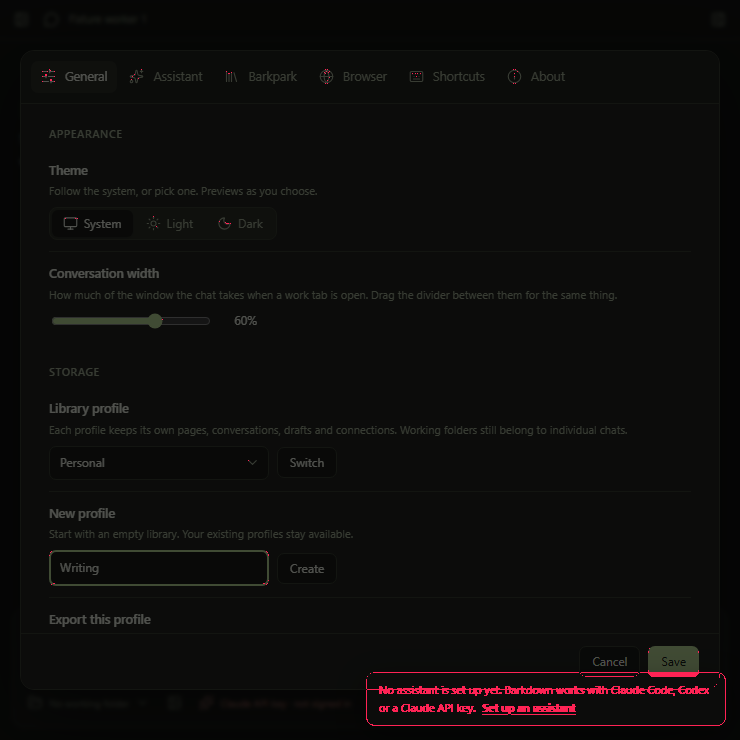 General Assistant Barkpark Browser Shortcuts About
APPEARANCE
Theme
Follow the system, or pick one. Previews as you choose.
System Light Dark
Conversation width
How much of the window the chat takes when a work tab is open. Drag the divider between them for the same thing.
60%
STORAGE
Library profile
Each profile keeps its own pages, conversations, drafts and connections. Working folders still belong to individual chats.
Personal Switch
New profile
Start with an empty library. Your existing profiles stay available.
Writing Create
Export this profile
Cancel Save
No assistant is set up yet. Barkdown works with Claude Code, Codex
or a Claude API key. Set up an assistant